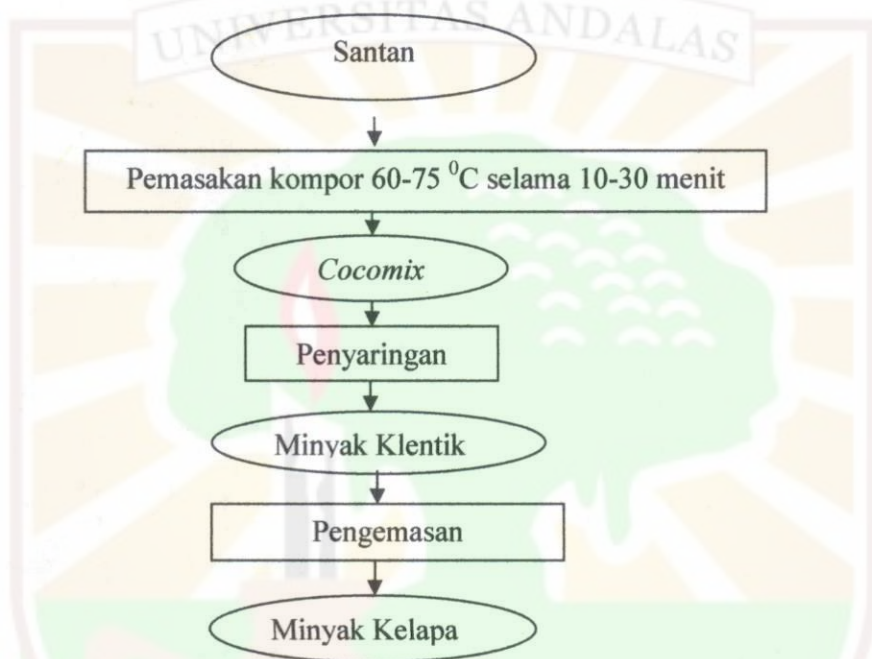 UNIVERSITAS ANDALAS
Santan
Pemasakan kompor 60-75 ⁰C selama 10-30 menit
Cocomix
Penyaringan
Minyak Klentik
Pengemasan
Minyak Kelapa